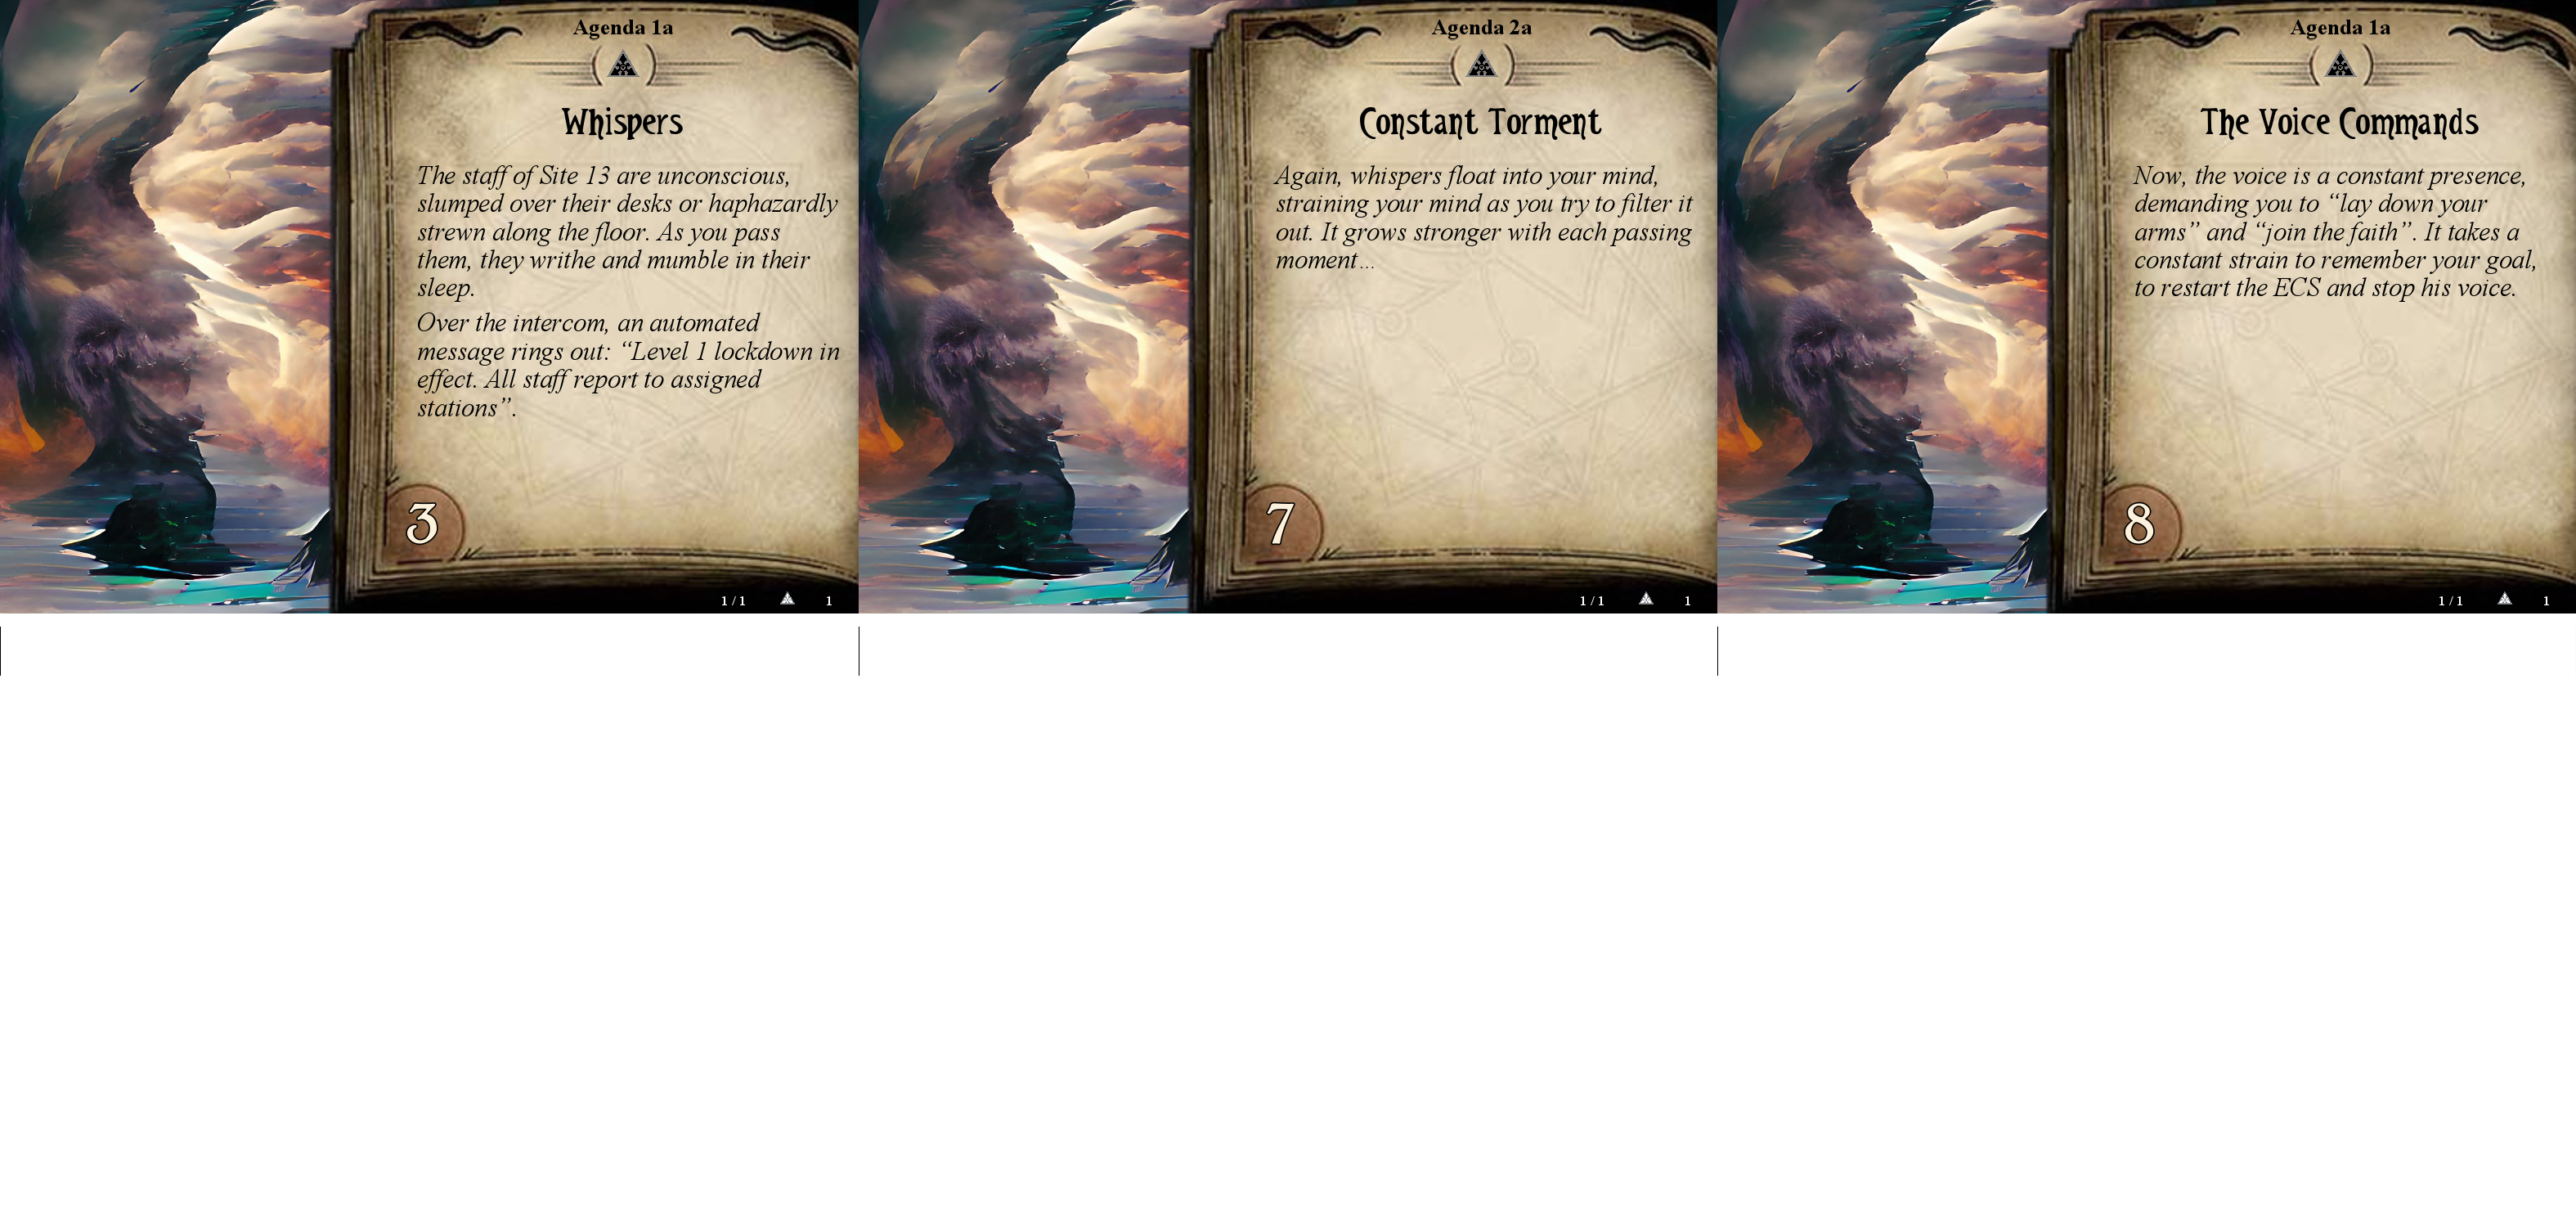 Agenda 1a
Whispers
The staff of Site 13 are unconscious,
slumped over their desks or haphazardly
strewn along the floor. As you pass
them, they writhe and mumble in their
sleep.
Over the intercom, an automated
message rings out: “Level 1 lockdown in
effect. All staff report to assigned
stations”.
3
1 / 1 1
Agenda 2a
Constant Torment
Again, whispers float into your mind,
straining your mind as you try to filter it
out. It grows stronger with each passing
moment…
7
1 / 1 1
Agenda 1a
The Voice Commands
Now, the voice is a constant presence,
demanding you to “lay down your
arms” and “join the faith”. It takes a
constant strain to remember your goal,
to restart the ECS and stop his voice.
8
1 / 1 1